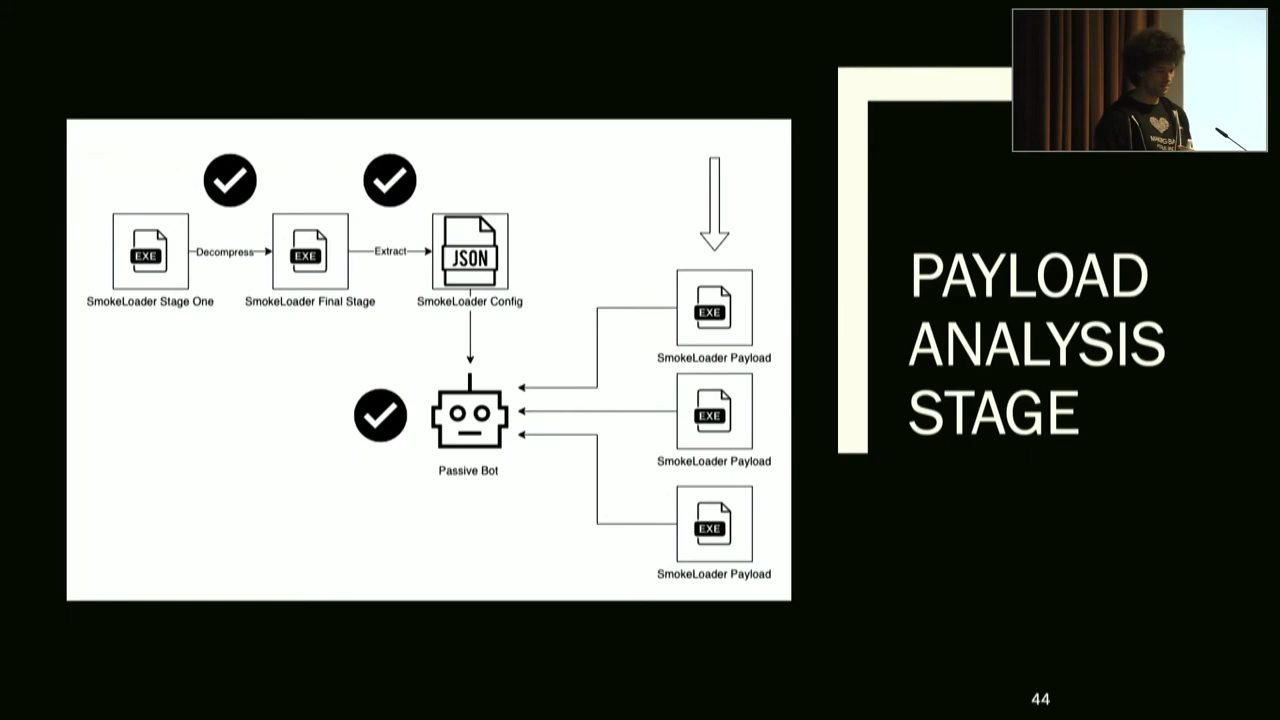 PAYLOAD
ANALYSIS
STAGE
EXE
Decompress
EXE
Extract
JSON
SmokeLoader Stage One
SmokeLoader Final Stage
SmokeLoader Config
EXE
SmokeLoader Payload
EXE
SmokeLoader Payload
Passive Bot
EXE
SmokeLoader Payload
44